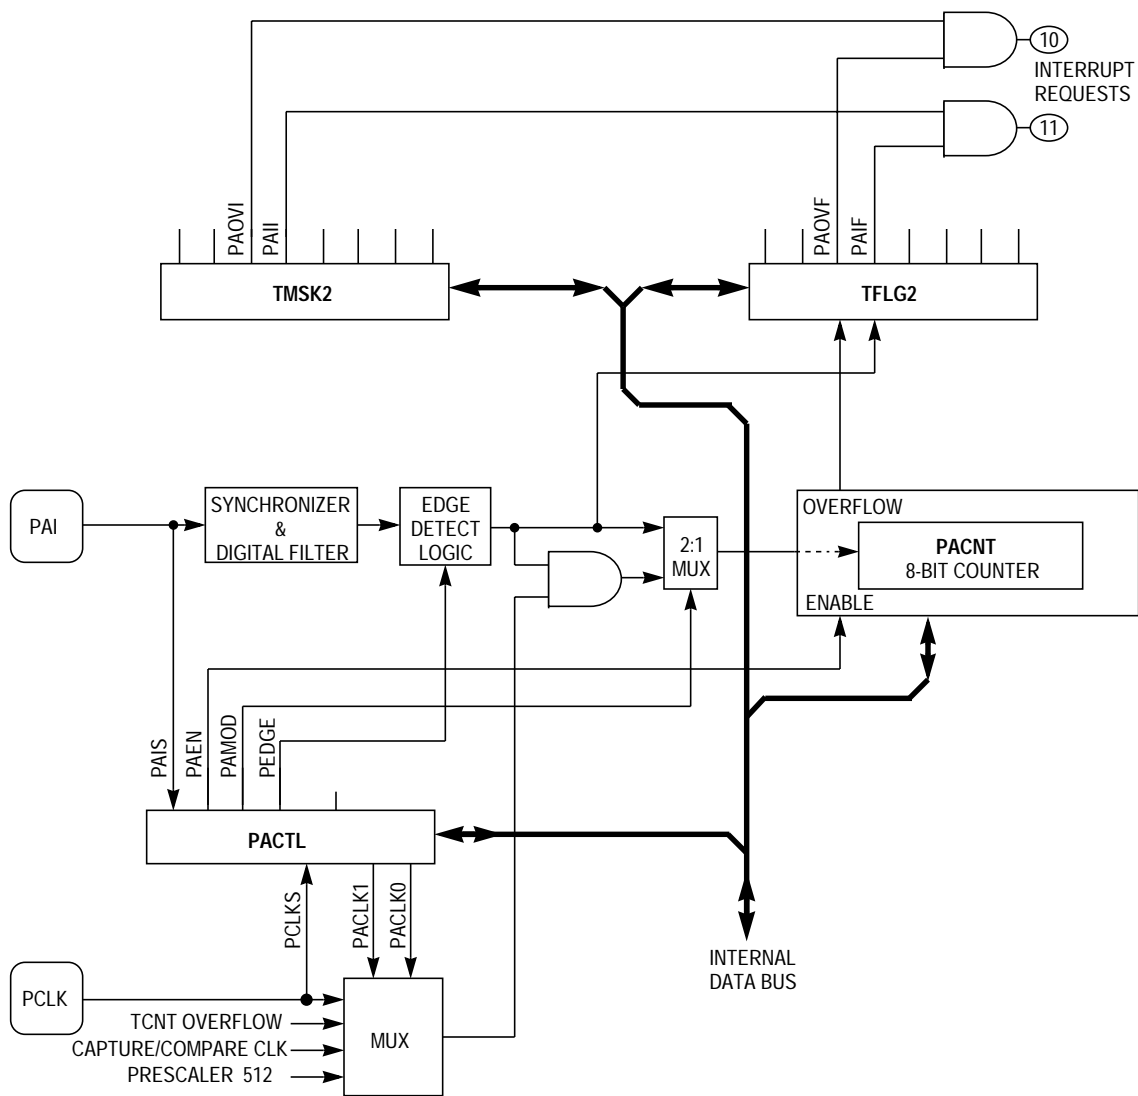 10
INTERRUPT
REQUESTS
11
PAOVI
PAII
PAOVF
PAIF
TMSK2
TFLG2
PAI
SYNCHRONIZER
&
DIGITAL FILTER
EDGE
DETECT
LOGIC
2:1
MUX
OVERFLOW
PACNT
8-BIT COUNTER
ENABLE
PAIS
PAEN
PAMOD
PEDGE
PACTL
PCLKS
PACLK1
PACLK0
INTERNAL
DATA BUS
PCLK
TCNT OVERFLOW
CAPTURE/COMPARE CLK
PRESCALER 512
MUX